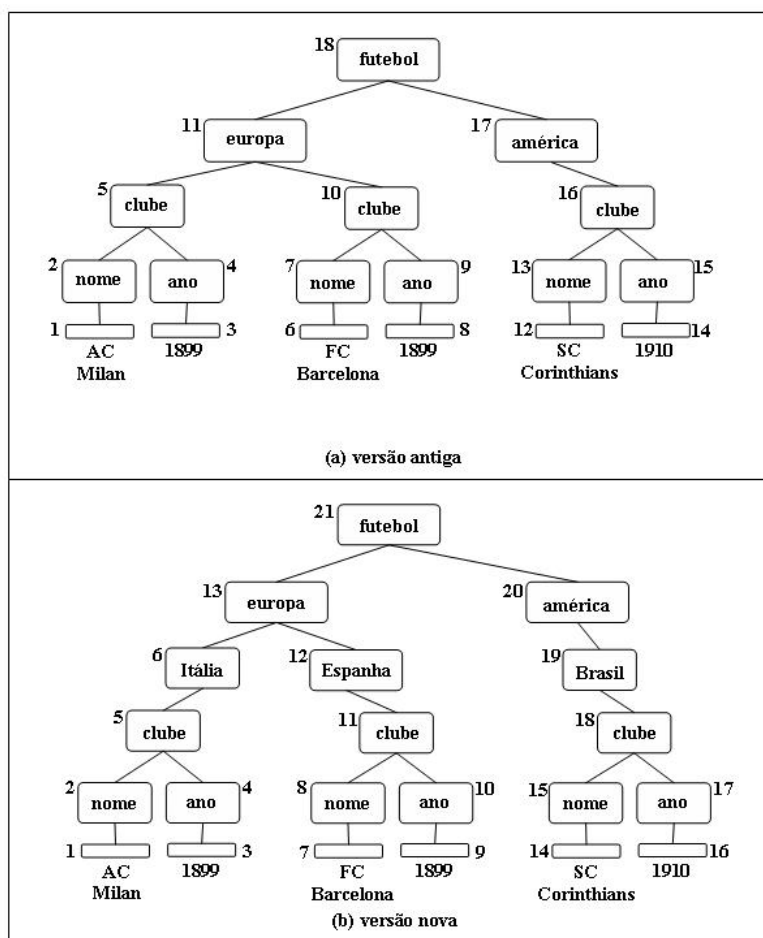 18 futebol
11 europa 17 américa
5 clube 10 clube 16 clube
2 nome 4 ano 7 nome 9 ano 13 nome 15 ano
1 3 6 8 12 14
AC 1899 FC 1899 SC 1910
Milan Barcelona Corinthians
(a) versão antiga
21 futebol
13 europa 20 américa
6 Itália 12 Espanha 19 Brasil
5 clube 11 clube 18 clube
2 nome 4 ano 8 nome 10 ano 15 nome 17 ano
1 3 7 9 14 16
AC 1899 FC 1899 SC 1910
Milan Barcelona Corinthians
(b) versão nova